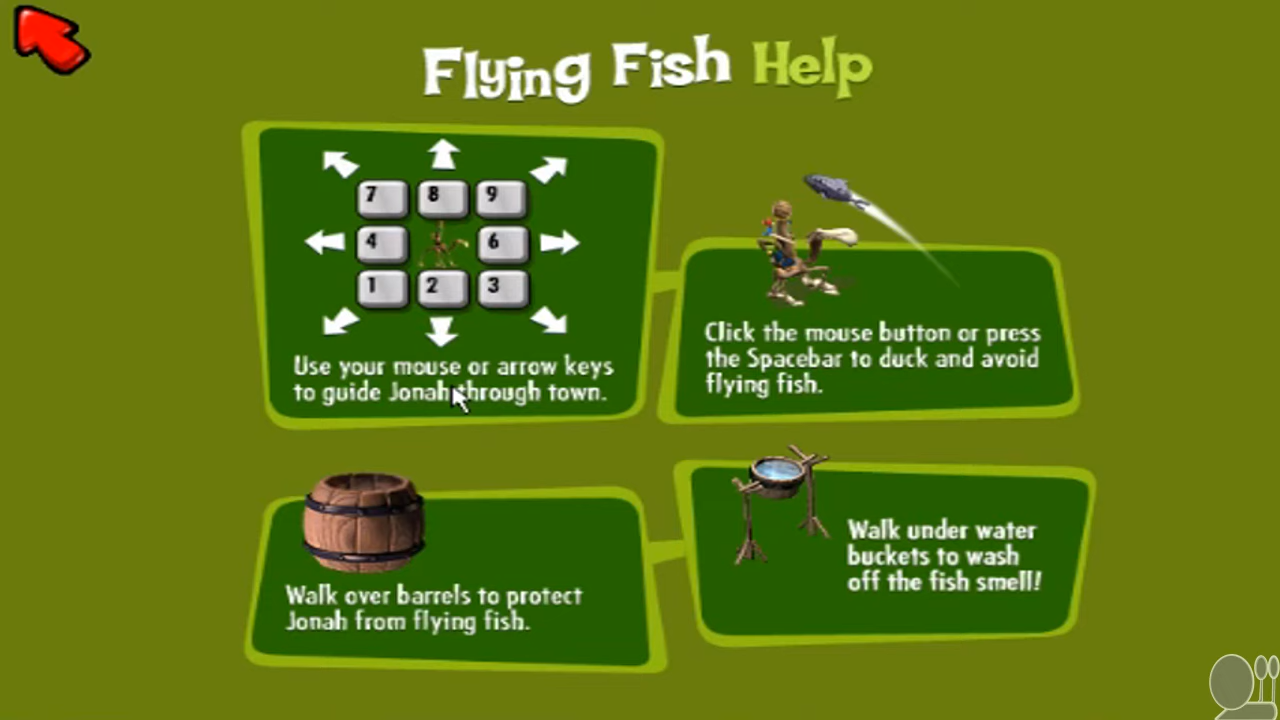 Flying Fish Help
7 8 9
4 6
1 2 3
Use your mouse or arrow keys
to guide Jonah through town.
Click the mouse button or press
the Spacebar to duck and avoid
flying fish.
Walk over barrels to protect
Jonah from flying fish.
Walk under water
buckets to wash
off the fish smell!